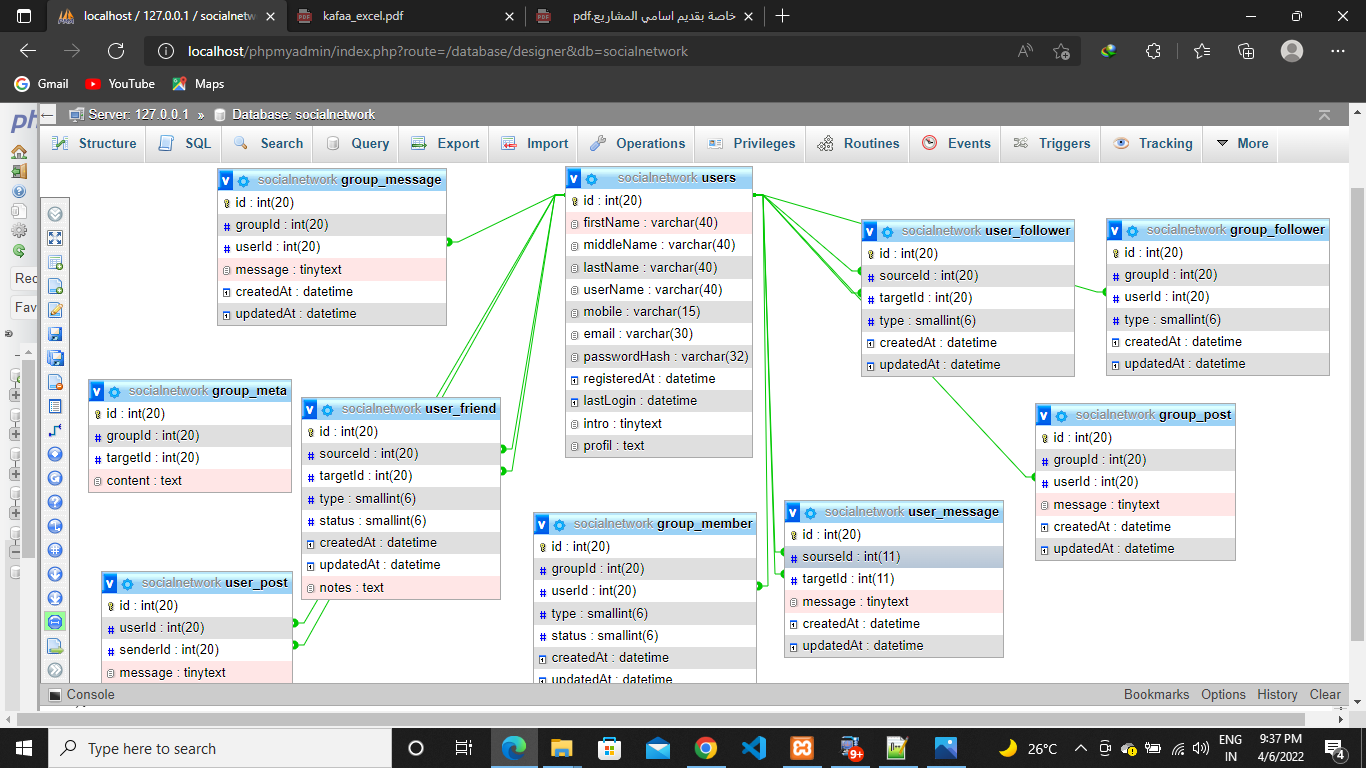 localhost / 127.0.0.1 / socialnetw
kafaa_excel.pdf
خاصة بقديم اسامي المشاريع.pdf
localhost/phpmyadmin/index.php?route=/database/designer&db=socialnetwork
Gmail
YouTube
Maps
Server: 127.0.0.1 » Database: socialnetwork
Structure
SQL
Search
Query
Export
Import
Operations
Privileges
Routines
Events
Triggers
Tracking
More
Rec
Fav
socialnetwork group_message
id : int(20)
groupId : int(20)
userId : int(20)
message : tinytext
createdAt : datetime
updatedAt : datetime
socialnetwork users
id : int(20)
firstName : varchar(40)
middleName : varchar(40)
lastName : varchar(40)
userName : varchar(40)
mobile : varchar(15)
email : varchar(30)
passwordHash : varchar(32)
registeredAt : datetime
lastLogin : datetime
intro : tinytext
profil : text
socialnetwork user_follower
id : int(20)
sourceId : int(20)
targetId : int(20)
type : smallint(6)
createdAt : datetime
updatedAt : datetime
socialnetwork group_follower
id : int(20)
groupId : int(20)
userId : int(20)
type : smallint(6)
createdAt : datetime
updatedAt : datetime
socialnetwork group_meta
id : int(20)
groupId : int(20)
targetId : int(20)
content : text
socialnetwork user_friend
id : int(20)
sourceId : int(20)
targetId : int(20)
type : smallint(6)
status : smallint(6)
createdAt : datetime
updatedAt : datetime
notes : text
socialnetwork group_post
id : int(20)
groupId : int(20)
userId : int(20)
message : tinytext
createdAt : datetime
updatedAt : datetime
socialnetwork group_member
id : int(20)
groupId : int(20)
userId : int(20)
type : smallint(6)
status : smallint(6)
createdAt : datetime
updatedAt : datetime
socialnetwork user_message
id : int(20)
sourseId : int(11)
targetId : int(11)
message : tinytext
createdAt : datetime
updatedAt : datetime
socialnetwork user_post
id : int(20)
userId : int(20)
senderId : int(20)
message : tinytext
Console
Bookmarks Options History Clear
Type here to search
9+
26°C
ENG
IN
9:37 PM
4/6/2022
4